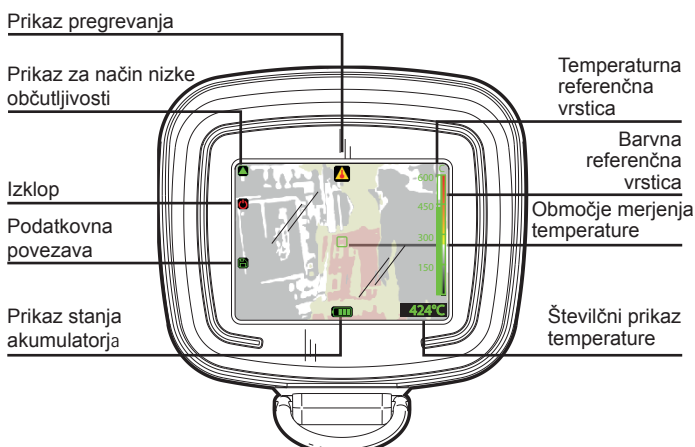 Prikaz pregrevanja
Prikaz za način nizke
občutljivosti
Izklop
Podatkovna
povezava
Prikaz stanja
akumulatorja
Temperaturna
referenčna
vrstica
Barvna
referenčna
vrstica
Območje merjenja
temperature
Številčni prikaz
temperature
600
450
300
150
424°C